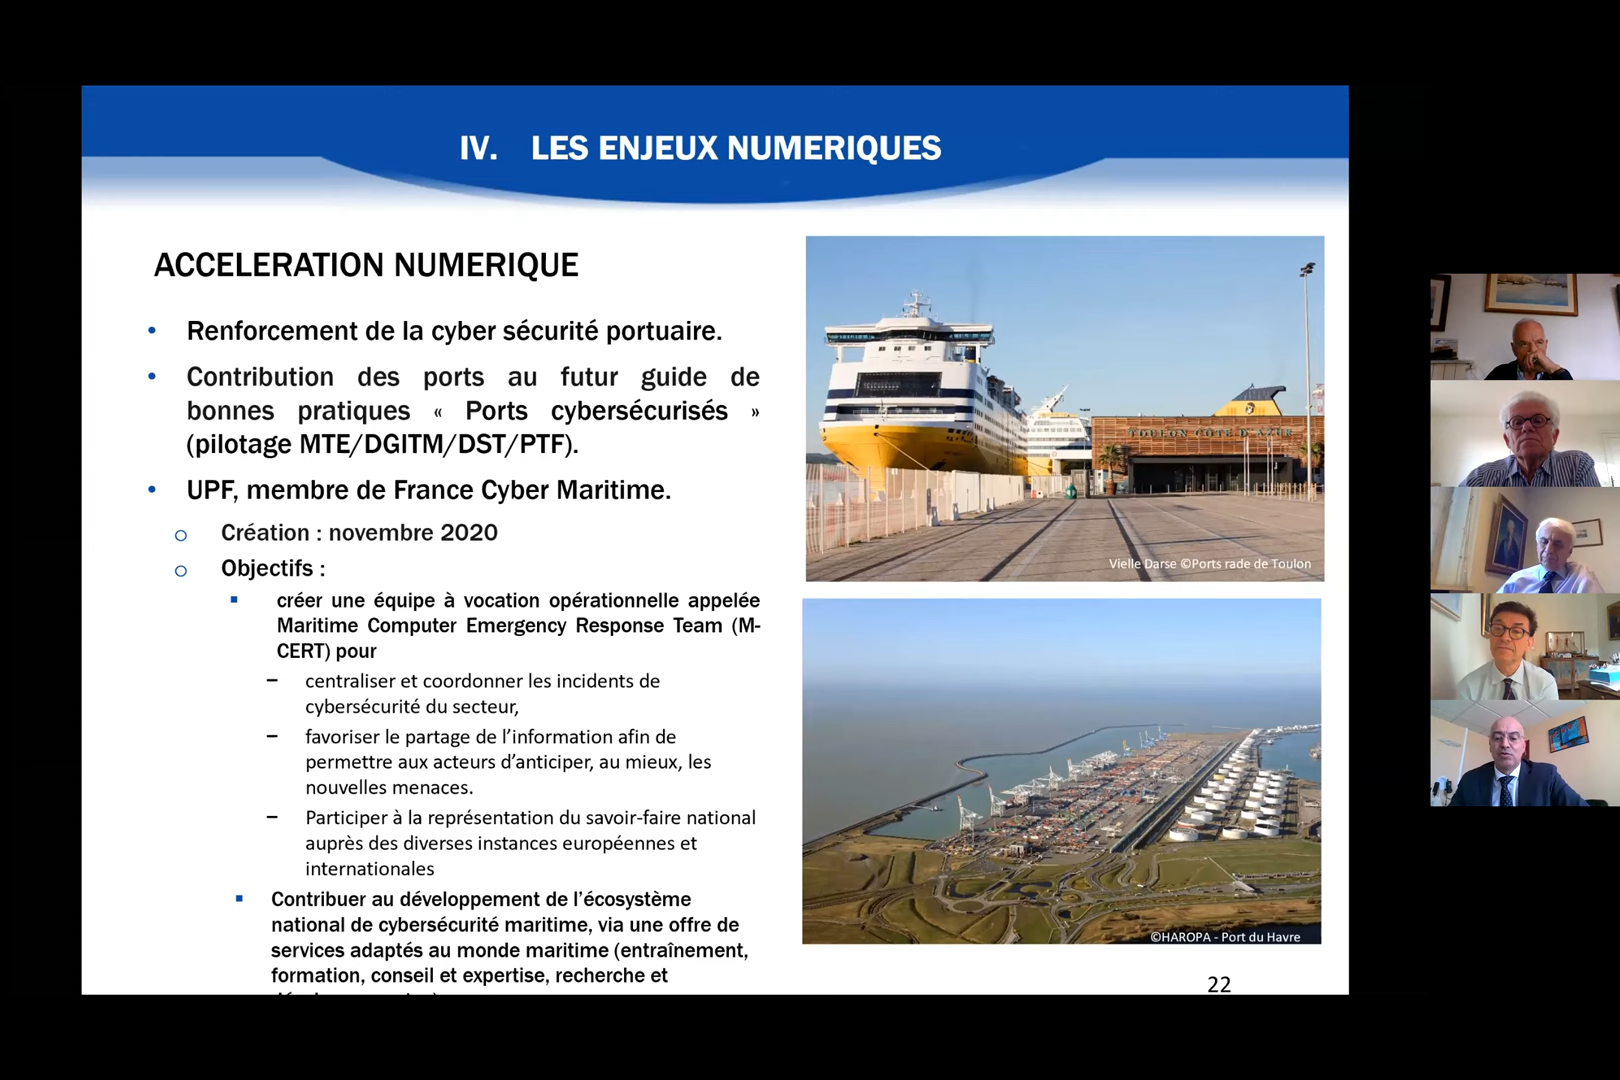 IV. LES ENJEUX NUMERIQUES
ACCELERATION NUMERIQUE
• Renforcement de la cyber sécurité portuaire.
• Contribution des ports au futur guide de
bonnes pratiques « Ports cybersécurisés »
(pilotage MTE/DGITM/DST/PTF).
• UPF, membre de France Cyber Maritime.
o Création : novembre 2020
o Objectifs :
▪ créer une équipe à vocation opérationnelle appelée
Maritime Computer Emergency Response Team (M-
CERT) pour
– centraliser et coordonner les incidents de
cybersécurité du secteur,
– favoriser le partage de l’information afin de
permettre aux acteurs d’anticiper, au mieux, les
nouvelles menaces.
– Participer à la représentation du savoir-faire national
auprès des diverses instances européennes et
internationales
▪ Contribuer au développement de l’écosystème
national de cybersécurité maritime, via une offre de
services adaptés au monde maritime (entraînement,
formation, conseil et expertise, recherche et
TOULON COTE D'AZUR
Vielle Darse ©Ports rade de Toulon
©HAROPA - Port du Havre
22